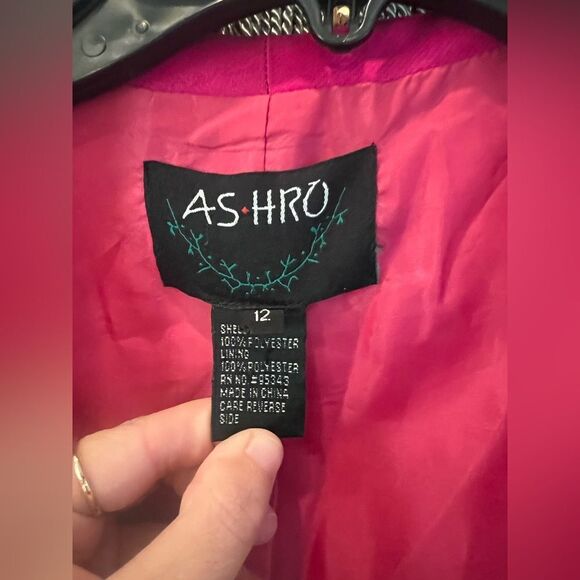 AS·HRO
12
SHELL
100% POLYESTER
LINING
100% POLYESTER
RN NO. #95343
MADE IN CHINA
CARE REVERSE
SIDE